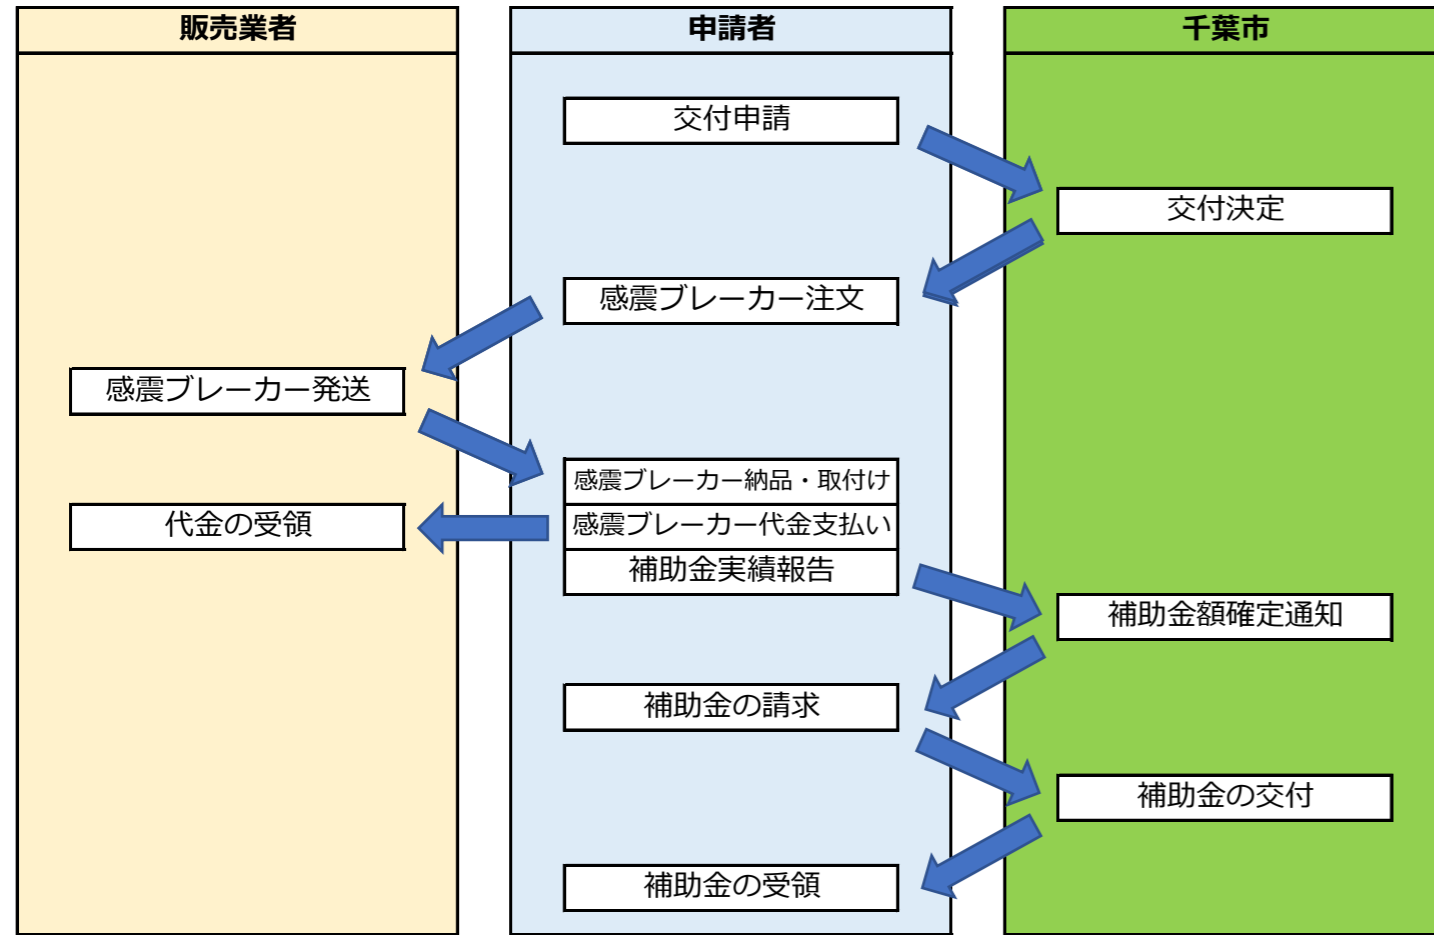 販売業者
申請者
千葉市
交付申請
交付決定
感震ブレーカー注文
感震ブレーカー発送
感震ブレーカー納品・取付け
代金の受領
感震ブレーカー代金支払い
補助金実績報告
補助金額確定通知
補助金の請求
補助金の交付
補助金の受領